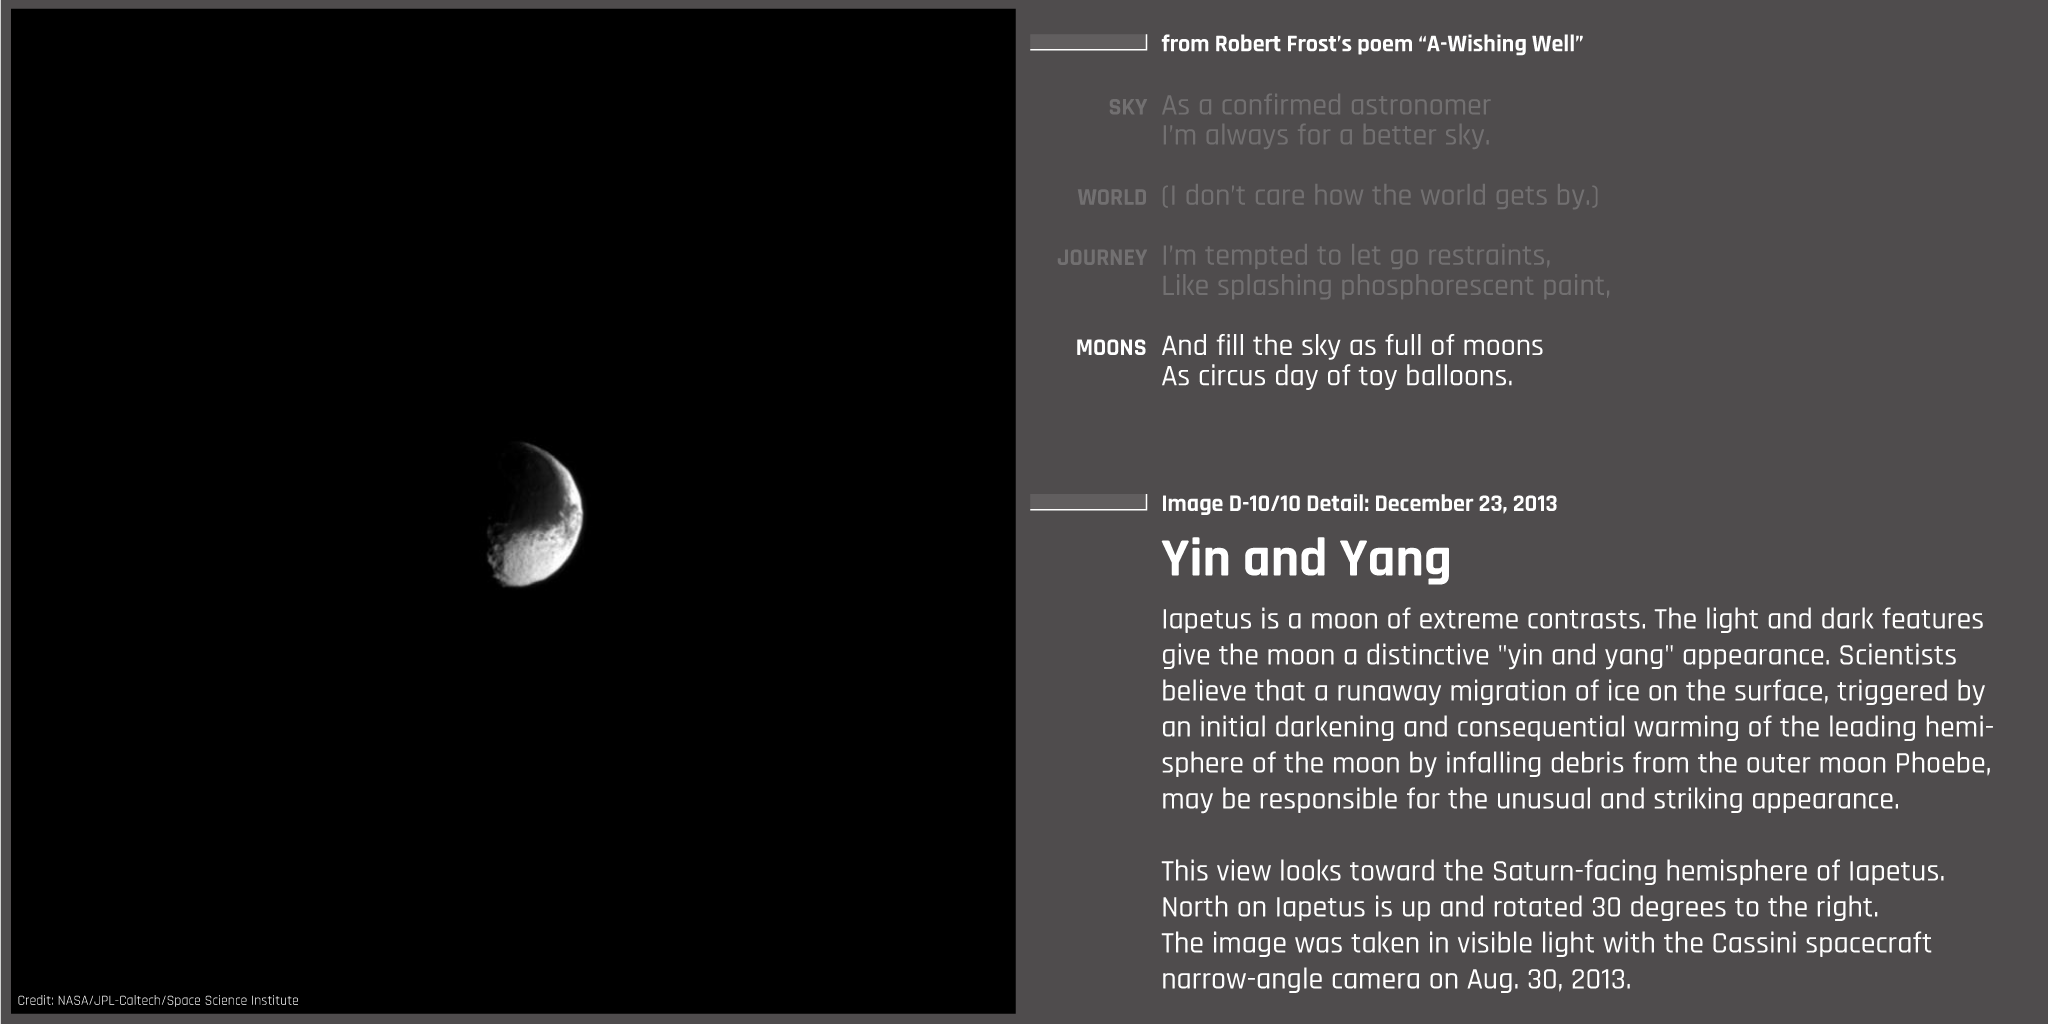 from Robert Frost’s poem “A-Wishing Well”
SKY As a confirmed astronomer
I’m always for a better sky.
WORLD (I don’t care how the world gets by.)
JOURNEY I’m tempted to let go restraints,
Like splashing phosphorescent paint,
MOONS And fill the sky as full of moons
As circus day of toy balloons.
Image D-10/10 Detail: December 23, 2013
Yin and Yang
Iapetus is a moon of extreme contrasts. The light and dark features
give the moon a distinctive "yin and yang" appearance. Scientists
believe that a runaway migration of ice on the surface, triggered by
an initial darkening and consequential warming of the leading hemi-
sphere of the moon by infalling debris from the outer moon Phoebe,
may be responsible for the unusual and striking appearance.
This view looks toward the Saturn-facing hemisphere of Iapetus.
North on Iapetus is up and rotated 30 degrees to the right.
The image was taken in visible light with the Cassini spacecraft
narrow-angle camera on Aug. 30, 2013.
Credit: NASA/JPL-Caltech/Space Science Institute